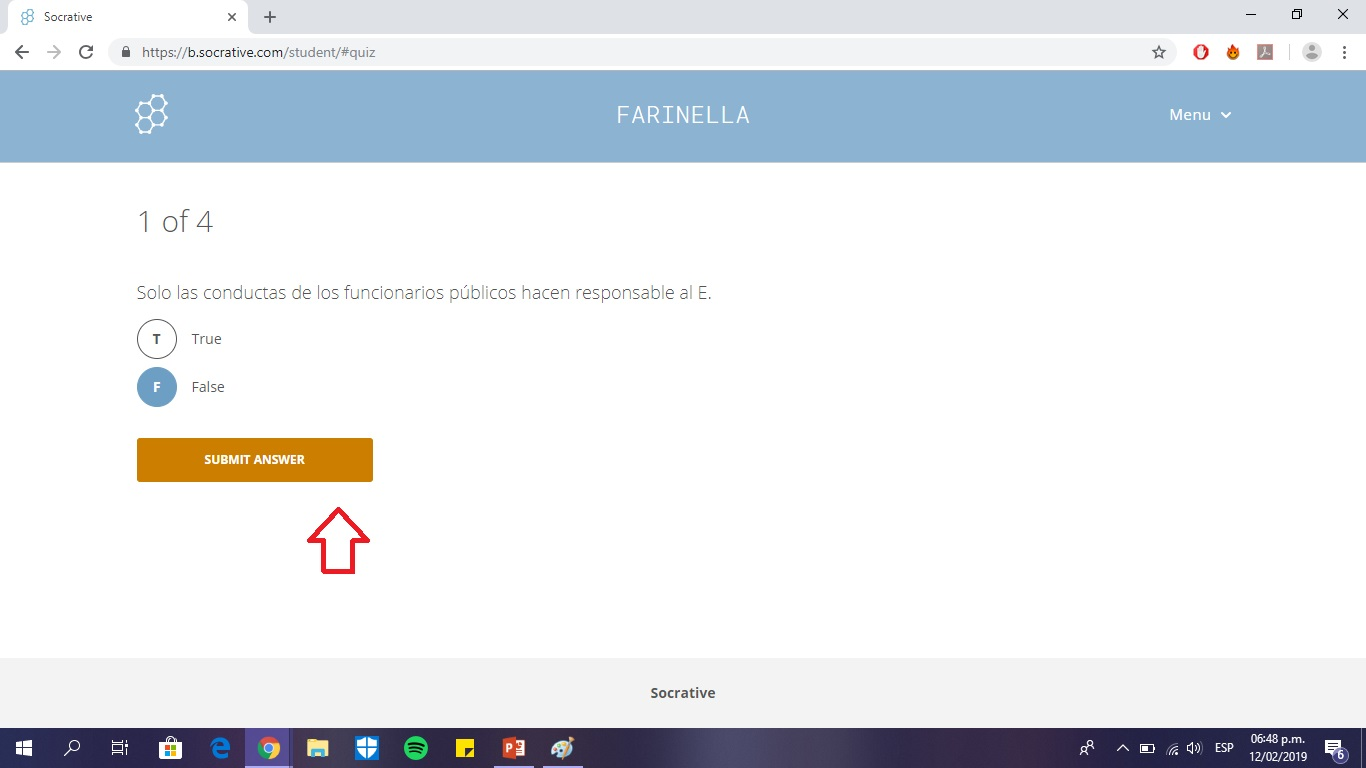 Socrative
https://b.socrative.com/student/#quiz
FARINELLA
Menu
1 of 4
Solo las conductas de los funcionarios públicos hacen responsable al E.
T True
F False
SUBMIT ANSWER
Socrative
ESP
06:48 p.m.
12/02/2019
6